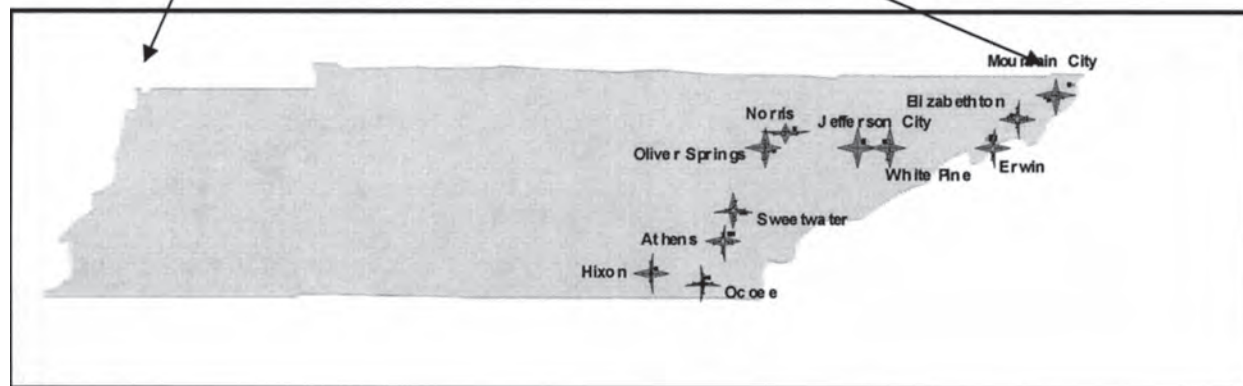 Mountain City
Elizabethton
Norris
Jefferson City
Oliver Springs
White Pine
Erwin
Sweetwater
Athens
Hixon
Ocoee